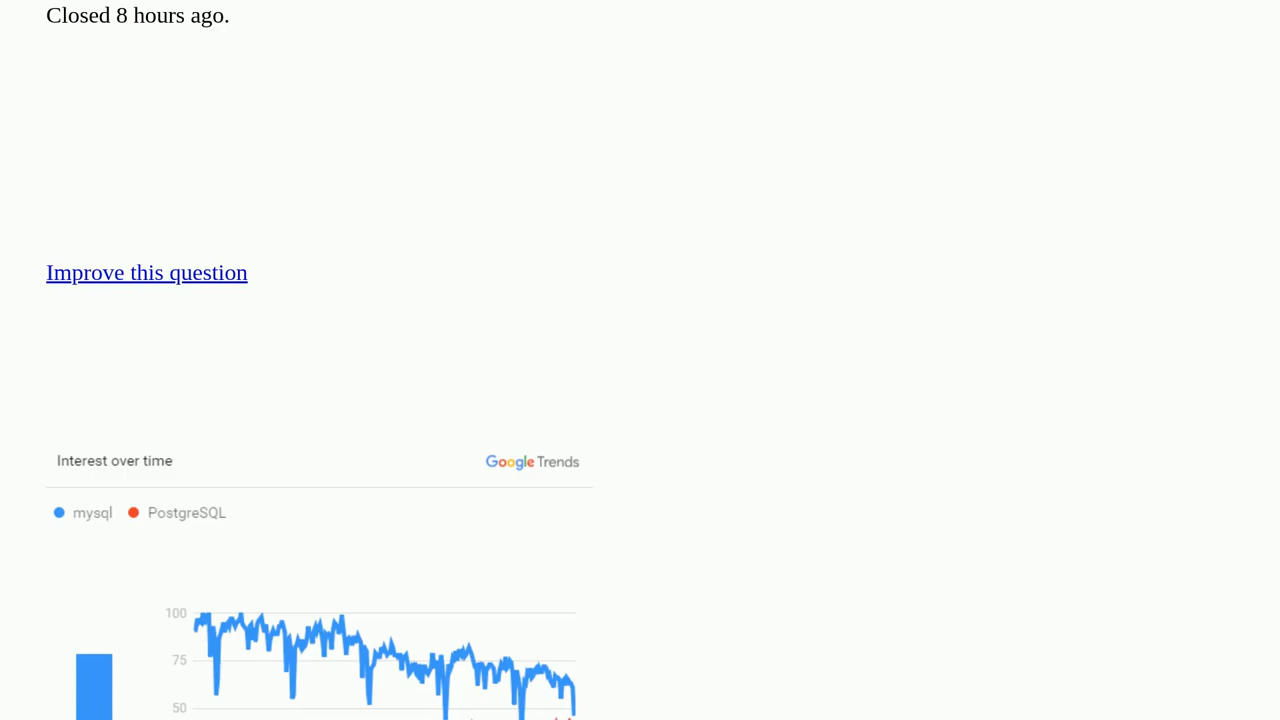 Closed 8 hours ago.
Improve this question
Interest over time
Google Trends
mysql PostgreSQL
100
75
50